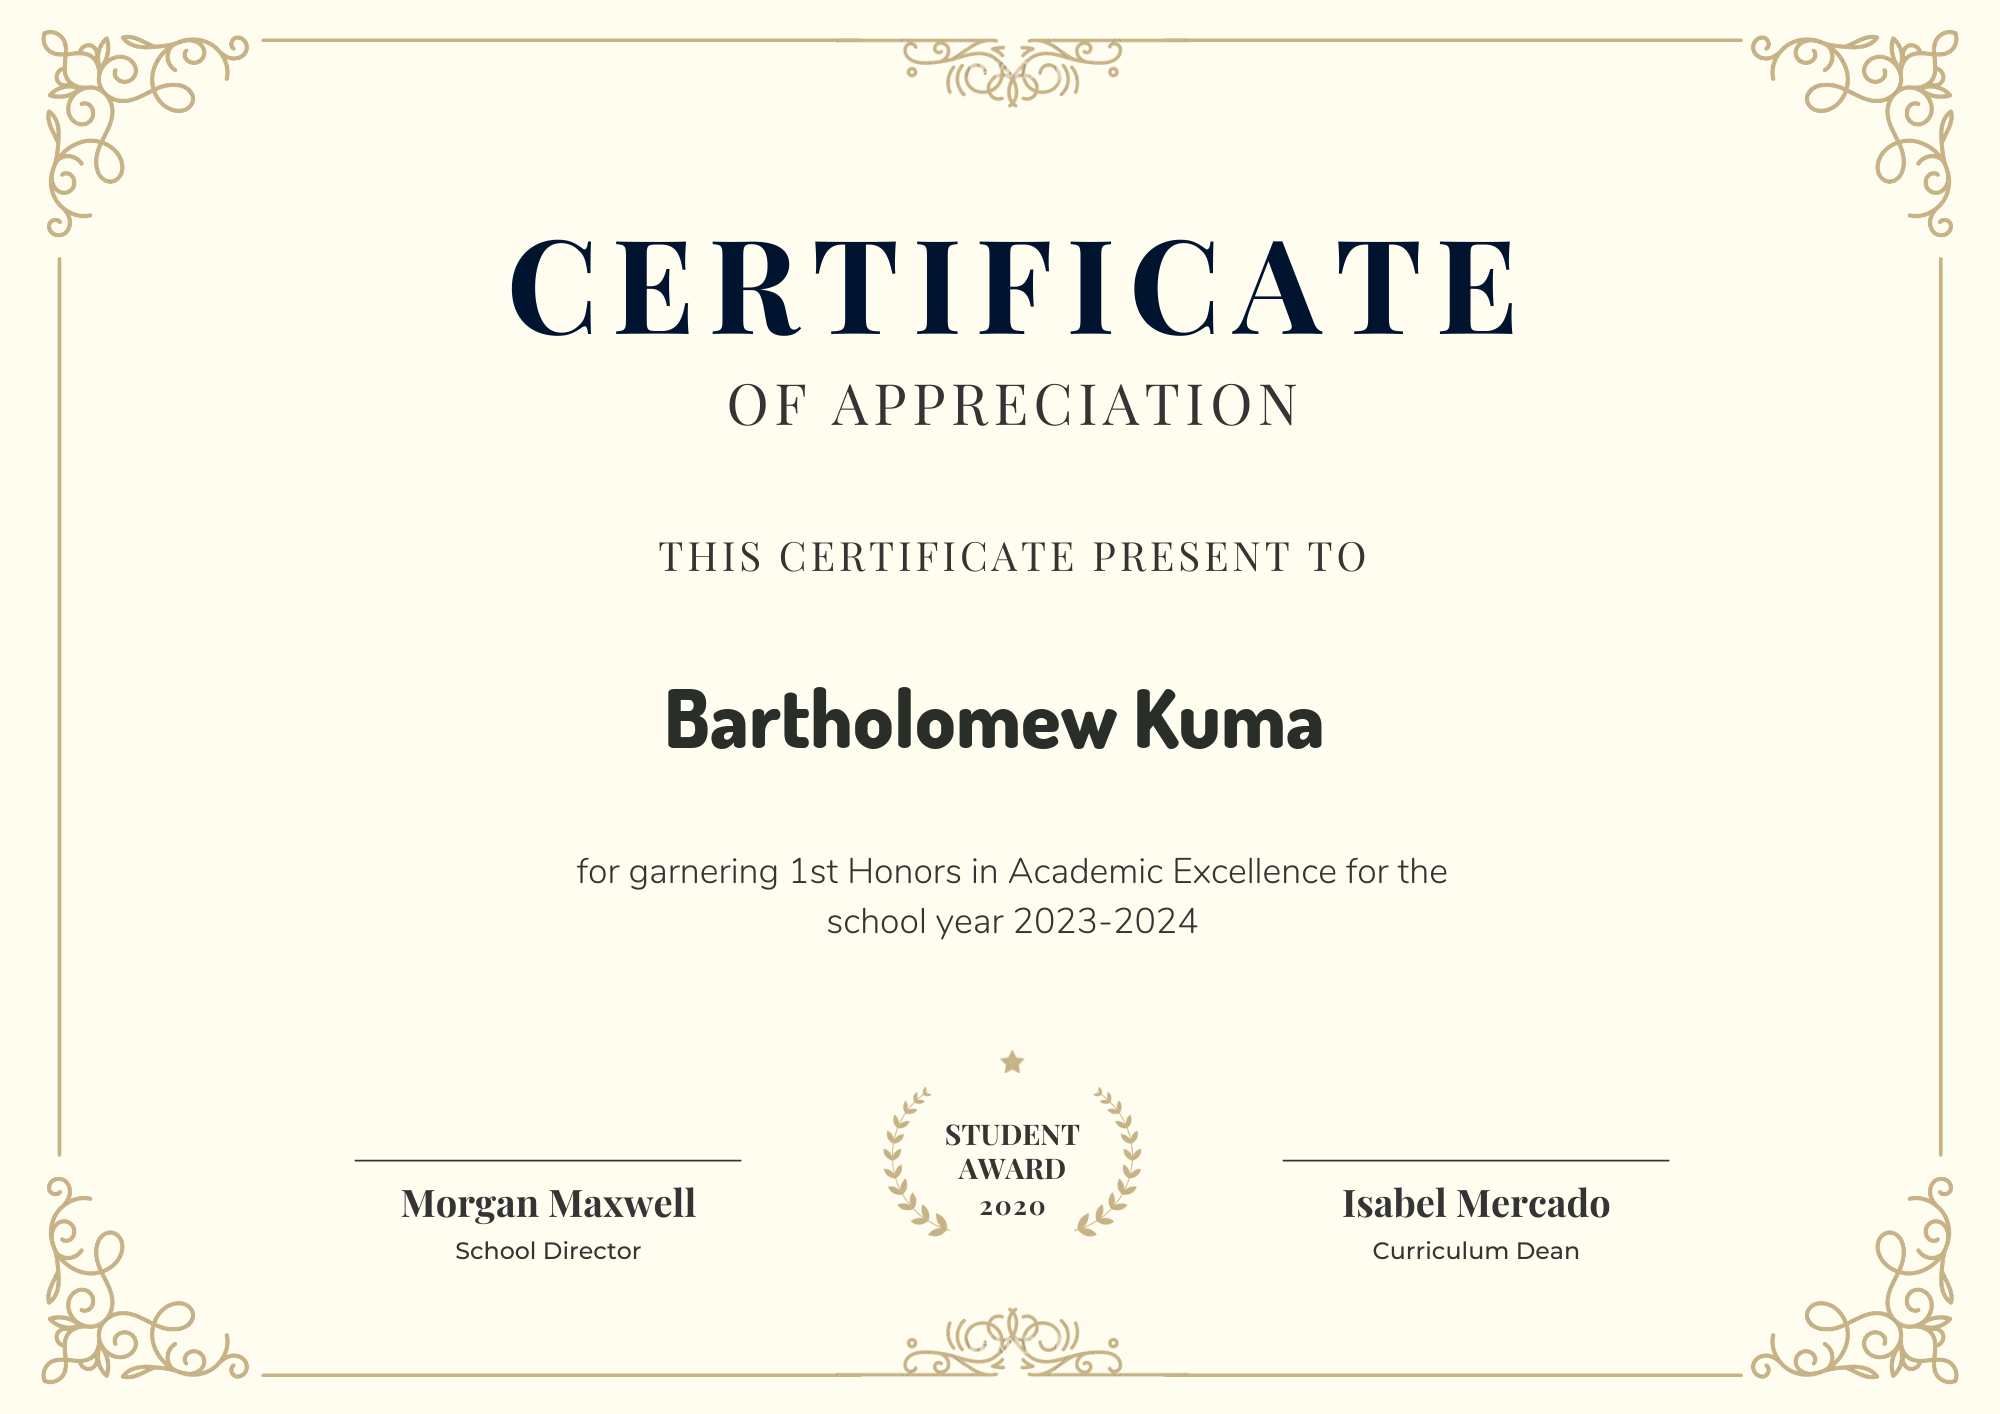 CERTIFICATE
OF APPRECIATION
THIS CERTIFICATE PRESENT TO
Bartholomew Kuma
for garnering 1st Honors in Academic Excellence for the
school year 2023-2024
STUDENT
AWARD
2020
Morgan Maxwell
School Director
Isabel Mercado
Curriculum Dean